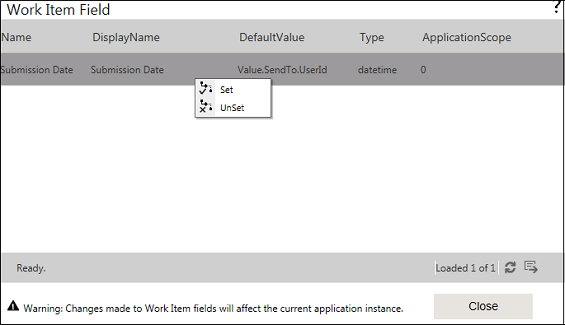 Work Item Field ?
Name DisplayName DefaultValue Type ApplicationScope
Submission Date Submission Date Value.SendTo.UserId datetime 0
Set
UnSet
Ready. Loaded 1 of 1
Warning: Changes made to Work Item fields will affect the current application instance. Close